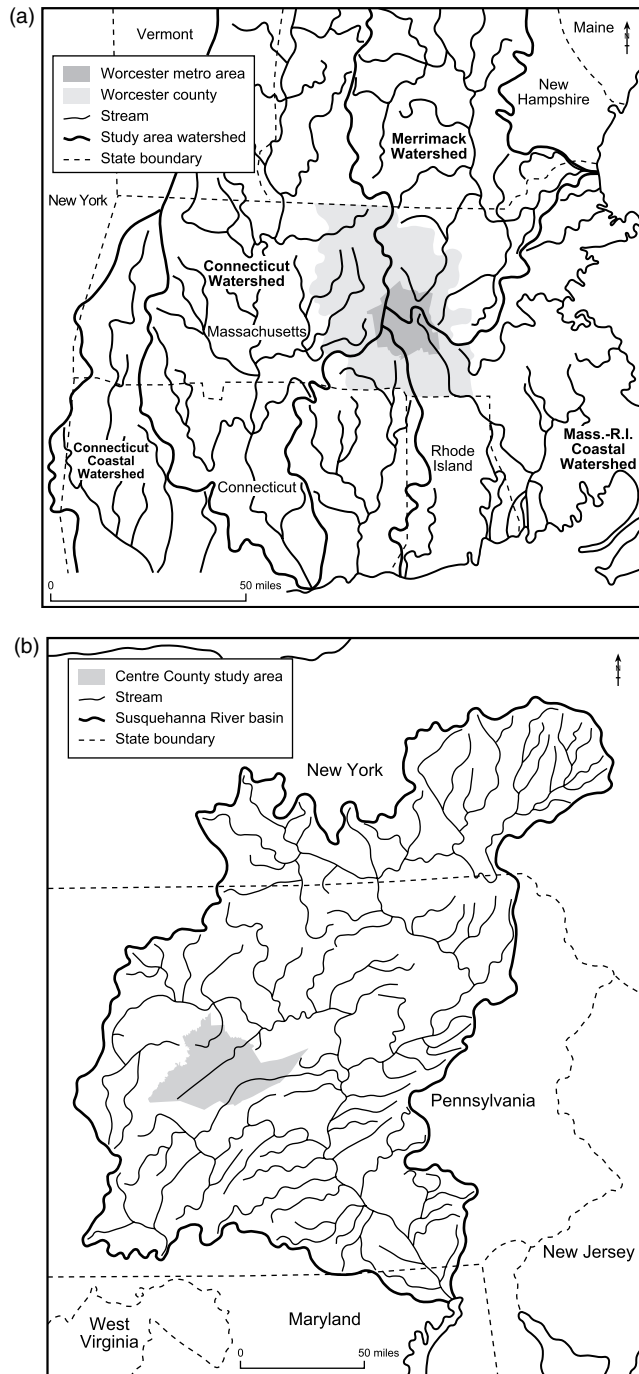 (a)
Vermont
Maine
N
Worcester metro area
Worcester county
Stream
Study area watershed
State boundary
New
Hampshire
Merrimack
Watershed
New York
Connecticut
Watershed
Massachusetts
Connecticut
Coastal
Watershed
Connecticut
Rhode
Island
Mass.-R.I.
Coastal
Watershed
0 50 miles
(b)
Centre County study area
Stream
Susquehanna River basin
State boundary
N
New York
Pennsylvania
New Jersey
West
Virginia
Maryland
0 50 miles